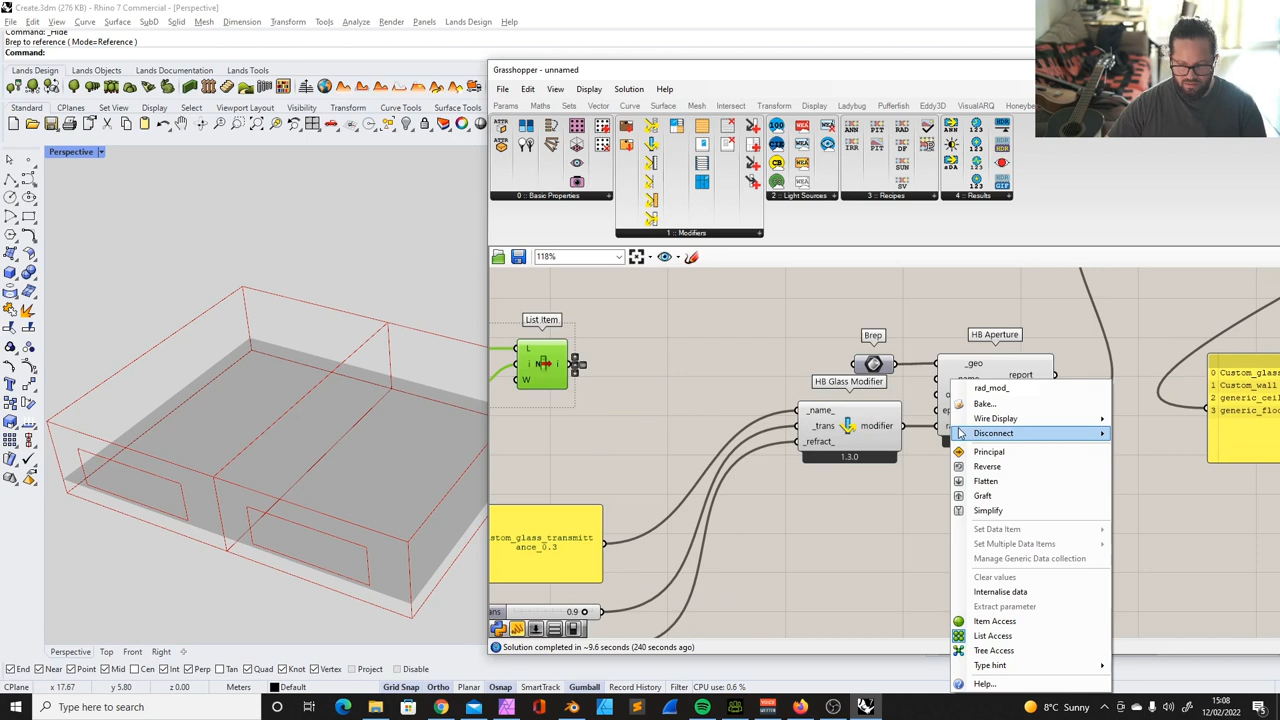 Create.3dm (276 KB) - Rhino 7 Commercial - [Perspective]
File Edit View Curve Surface SubD Solid Mesh Dimension Transform Tools Analyze Render Panels Lands Design Help
Command: _Hide
Brep to reference ( Mode=Reference )
Command:
Lands Design Lands Objects Lands Documentation Lands Tools
Standard CPlanes Set View Display Select Viewport Layout Visibility Transform Curve Tools Surface Tools
Perspective
Grasshopper - unnamed
File Edit View Display Solution Help
Params Maths Sets Vector Curve Surface Mesh Intersect Transform Display Ladybug Pufferfish Eddy3D VisualARQ Honeybe
0 :: Basic Properties
1 :: Modifiers
2 :: Light Sources
3 :: Recipes
4 :: Results
118%
List Item
L
i
W
i
Brep
HB Aperture
_geo
report
HB Glass Modifier
_name_
_trans
_refract_
modifier
1.3.0
rad_mod_
Bake...
Wire Display
Disconnect
Principal
Reverse
Flatten
Graft
Simplify
Set Data Item
Set Multiple Data Items
Manage Generic Data collection
Clear values
Internalise data
Extract parameter
Item Access
List Access
Tree Access
Type hint
Help...
0 Custom_glas
1 Custom_wall
2 generic_ceil
3 generic_floo
stom_glass_transmitt
ance_0.3
ans
0.9
Solution completed in ~9.6 seconds (240 seconds ago)
Perspective Top Front Right
End Near Point Mid Cen Int Perp Tan Quad Knot Vertex Project Disable
CPlane x 17.67 y 5.80 z 0.00 Meters Default Grid Snap Ortho Planar Osnap SmartTrack Gumball Record History Filter CPU use: 0.6 %
Type here to search
8°C Sunny
15:08
12/02/2022